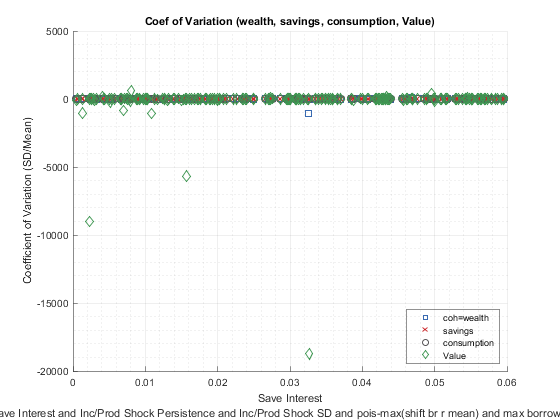 Coef of Variation (wealth, savings, consumption, Value)
Coefficient of Variation (SD/Mean)
5000
0
-5000
-10000
-15000
-20000
0 0.01 0.02 0.03 0.04 0.05 0.06
coh=wealth
savings
consumption
Value
Save Interest
ave Interest and Inc/Prod Shock Persistence and Inc/Prod Shock SD and pois-max(shift br r mean) and max borrow